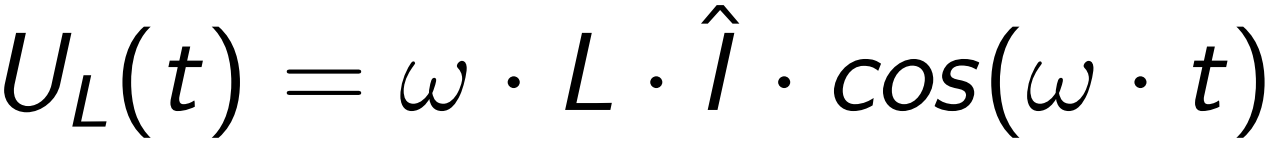 U_L(t) = ω · L · Î · cos(ω · t)